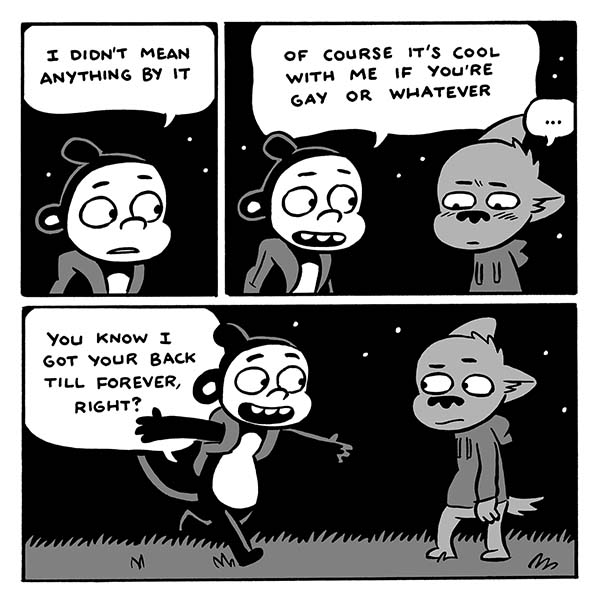 I DIDN'T MEAN
ANYTHING BY IT
OF COURSE IT'S COOL
WITH ME IF YOU'RE
GAY OR WHATEVER
...
YOU KNOW I
GOT YOUR BACK
TILL FOREVER,
RIGHT?